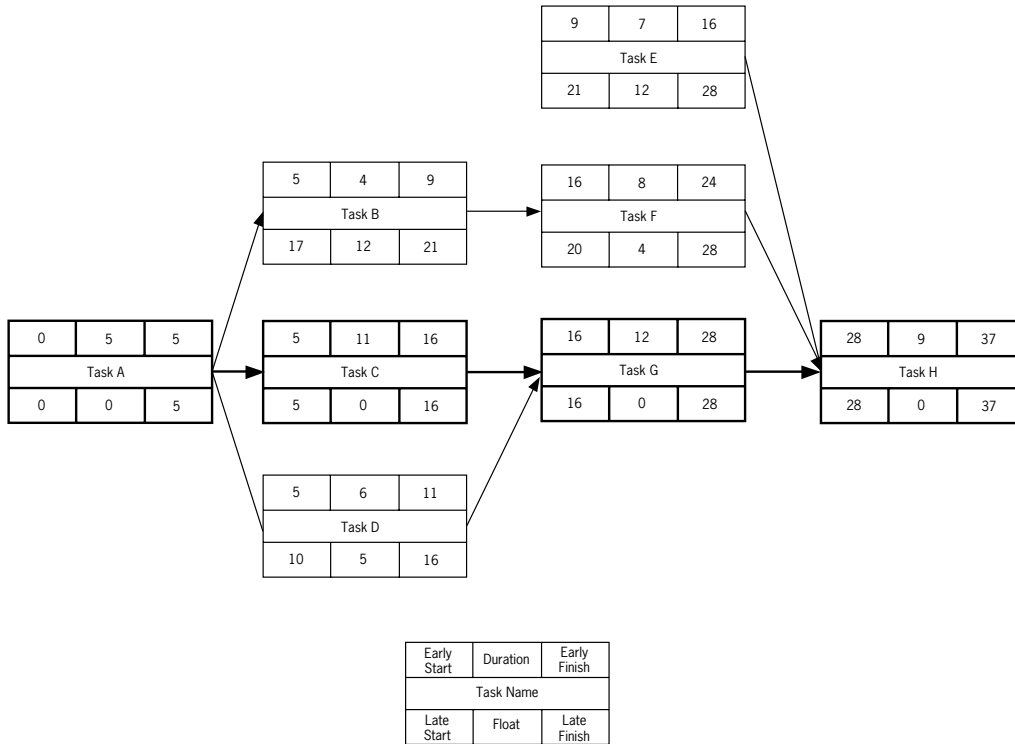 9 7 16
Task E
21 12 28
5 4 9
Task B
17 12 21
16 8 24
Task F
20 4 28
0 5 5
Task A
0 0 5
5 11 16
Task C
5 0 16
16 12 28
Task G
16 0 28
28 9 37
Task H
28 0 37
5 6 11
Task D
10 5 16
Early Start
Duration
Early Finish
Task Name
Late Start
Float
Late Finish